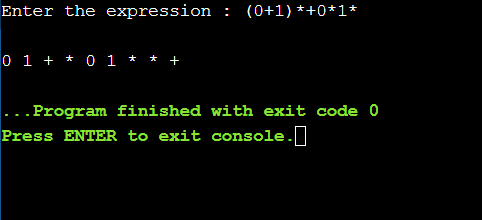 Enter the expression : (0+1)*+0*1*
0 1 + * 0 1 * * +
...Program finished with exit code 0
Press ENTER to exit console.